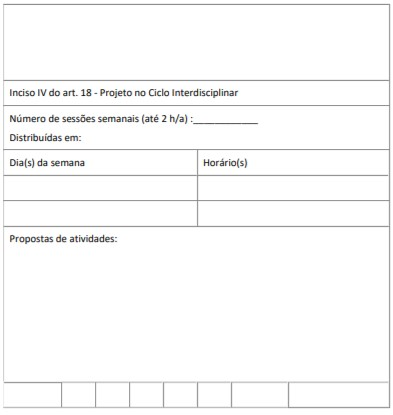 Inciso IV do art. 18 - Projeto no Ciclo Interdisciplinar
Número de sessões semanais (até 2 h/a) :____________
Distribuídas em:
Dia(s) da semana
Horário(s)
Propostas de atividades: